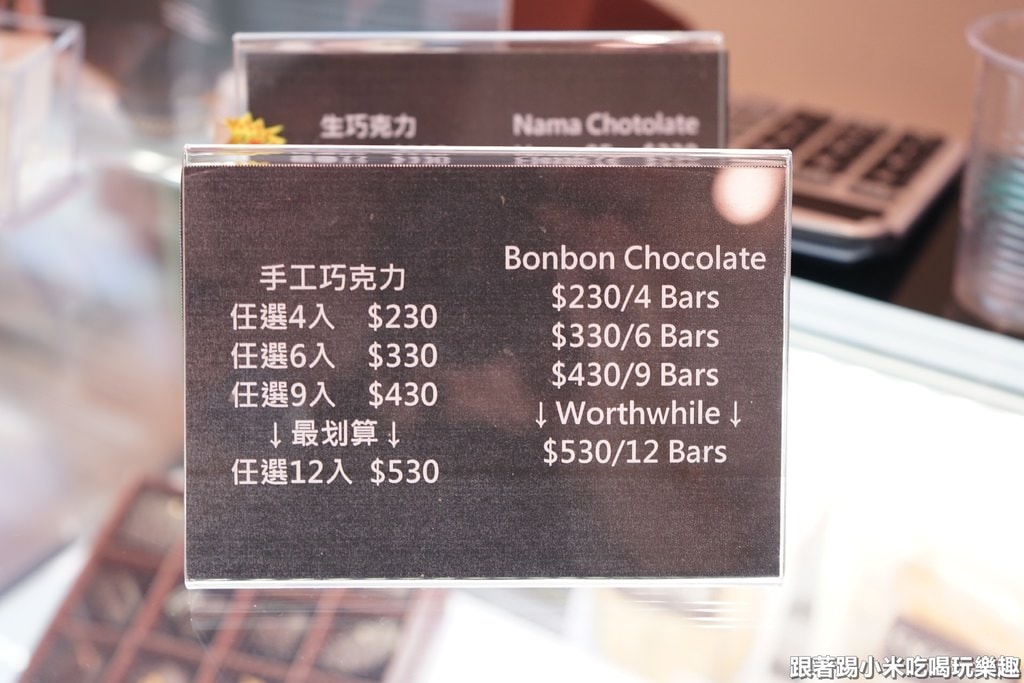 生巧克力
Nama Chotolate
手工巧克力
任選4入 $230
任選6入 $330
任選9入 $430
↓最划算↓
任選12入 $530
Bonbon Chocolate
$230/4 Bars
$330/6 Bars
$430/9 Bars
↓Worthwhile↓
$530/12 Bars
跟著踢小米吃喝玩樂趣